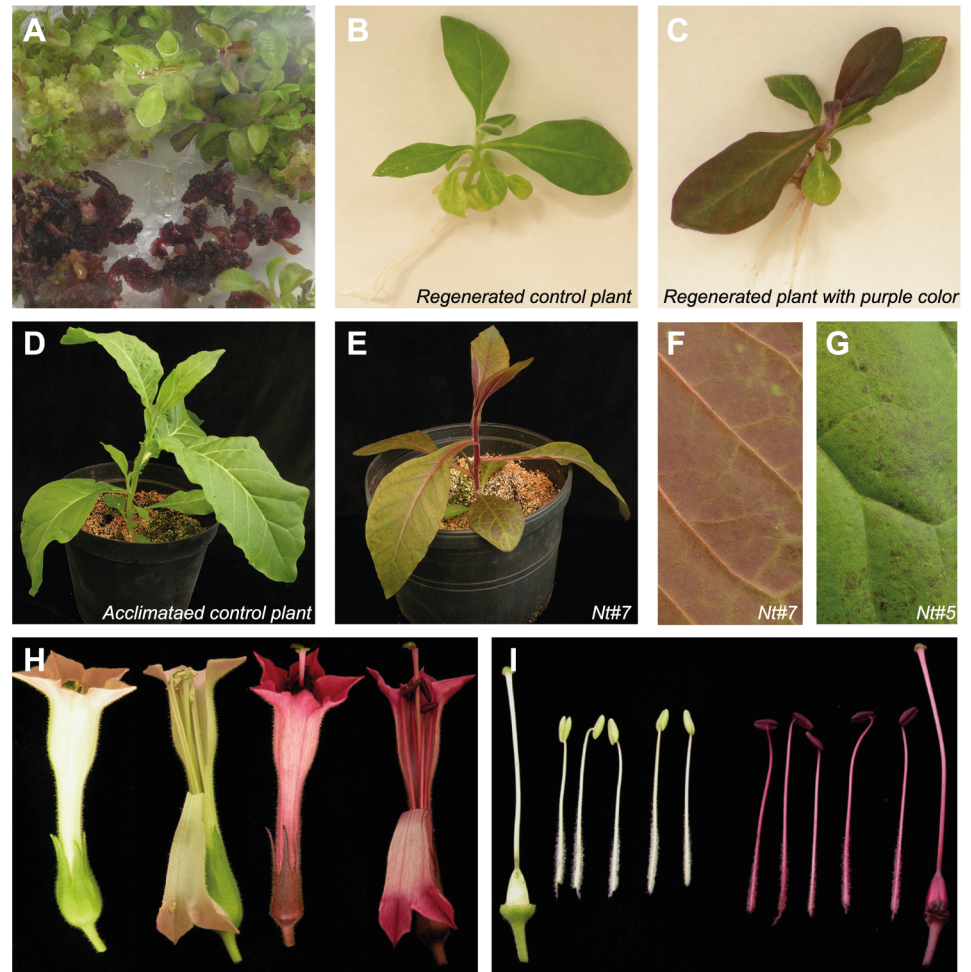 A
B
C
Regenerated control plant
Regenerated plant with purple color
D
E
F
G
Acclimataed control plant
Nt#7
Nt#7
Nt#5
H
I